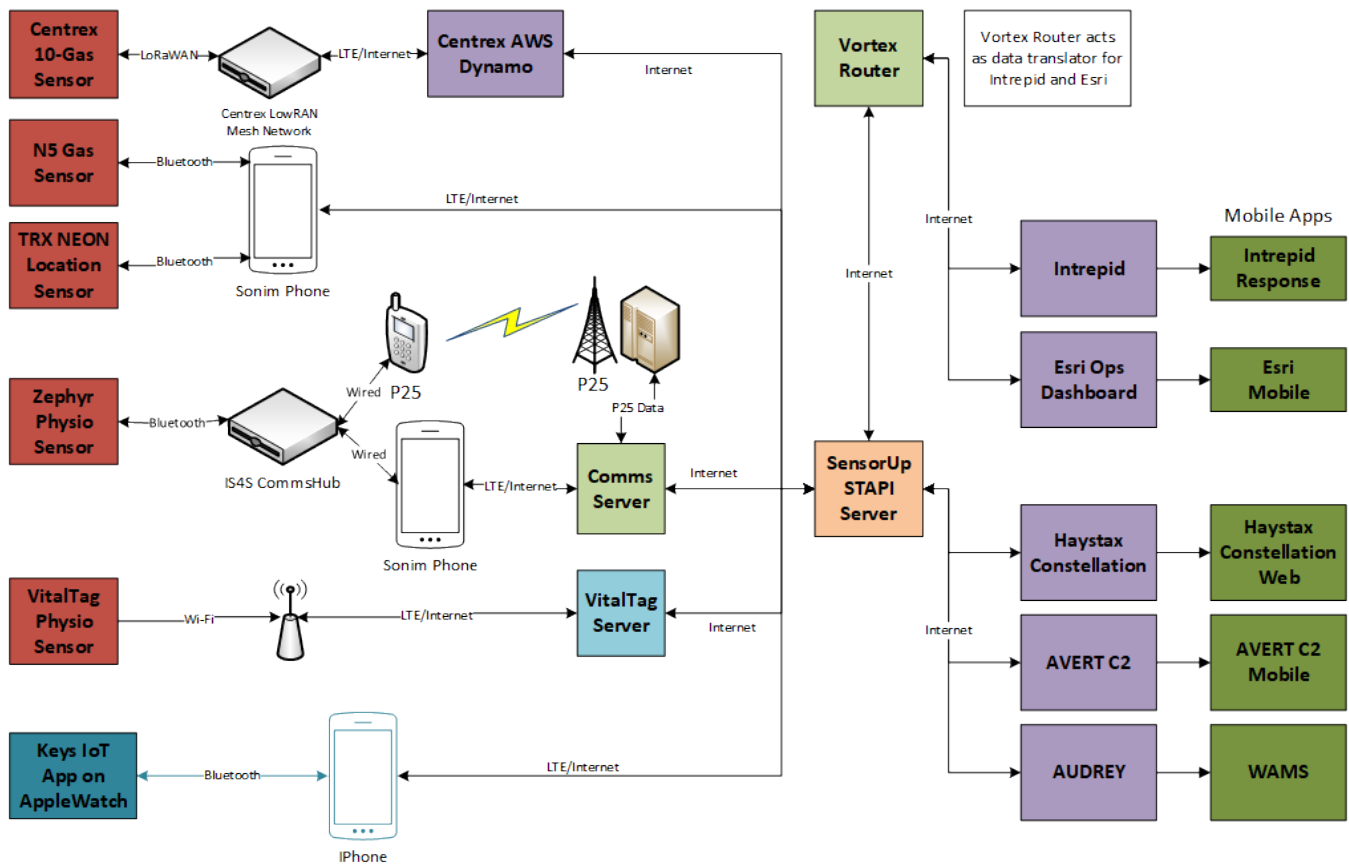 Centrex
10-Gas
Sensor
LoRaWAN
Centrex LowRAN
Mesh Network
LTE/Internet
Centrex AWS
Dynamo
Internet
Vortex
Router
Vortex Router acts
as data translator for
Intrepid and Esri
N5 Gas
Sensor
Bluetooth
TRX NEON
Location
Sensor
Bluetooth
Sonim Phone
LTE/Internet
Internet
Internet
Mobile Apps
Intrepid
Intrepid
Response
Esri Ops
Dashboard
Esri
Mobile
Zephyr
Physio
Sensor
Bluetooth
IS4S CommsHub
Wired
P25
Wired
Sonim Phone
P25
P25 Data
LTE/Internet
Comms
Server
Internet
SensorUp
STAPI
Server
Haystax
Constellation
Haystax
Constellation
Web
VitalTag
Physio
Sensor
Wi-Fi
LTE/Internet
VitalTag
Server
Internet
Internet
AVERT C2
AVERT C2
Mobile
Keys IoT
App on
AppleWatch
Bluetooth
IPhone
LTE/Internet
AUDREY
WAMS